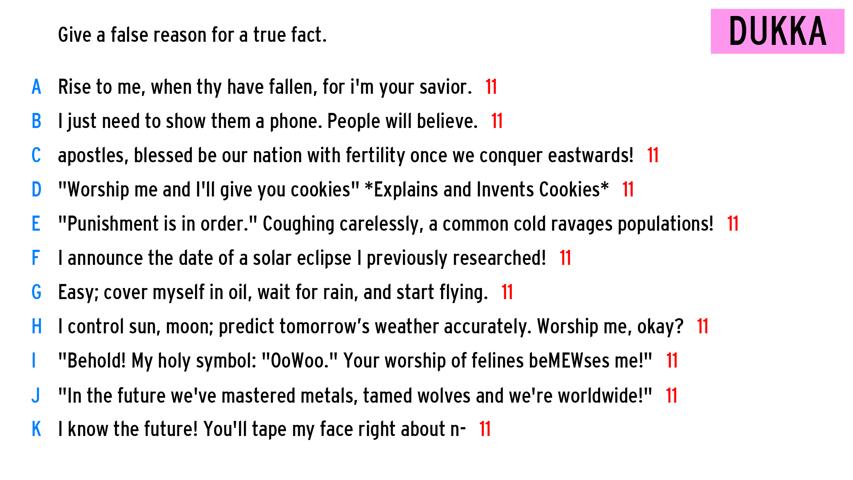 Give a false reason for a true fact.
DUKKA
A Rise to me, when thy have fallen, for i'm your savior. 11
B I just need to show them a phone. People will believe. 11
C apostles, blessed be our nation with fertility once we conquer eastwards! 11
D "Worship me and I'll give you cookies" *Explains and Invents Cookies* 11
E "Punishment is in order." Coughing carelessly, a common cold ravages populations! 11
F I announce the date of a solar eclipse I previously researched! 11
G Easy; cover myself in oil, wait for rain, and start flying. 11
H I control sun, moon; predict tomorrow’s weather accurately. Worship me, okay? 11
I "Behold! My holy symbol: "OoWoo." Your worship of felines beMEWses me!" 11
J "In the future we've mastered metals, tamed wolves and we're worldwide!" 11
K I know the future! You'll tape my face right about n- 11